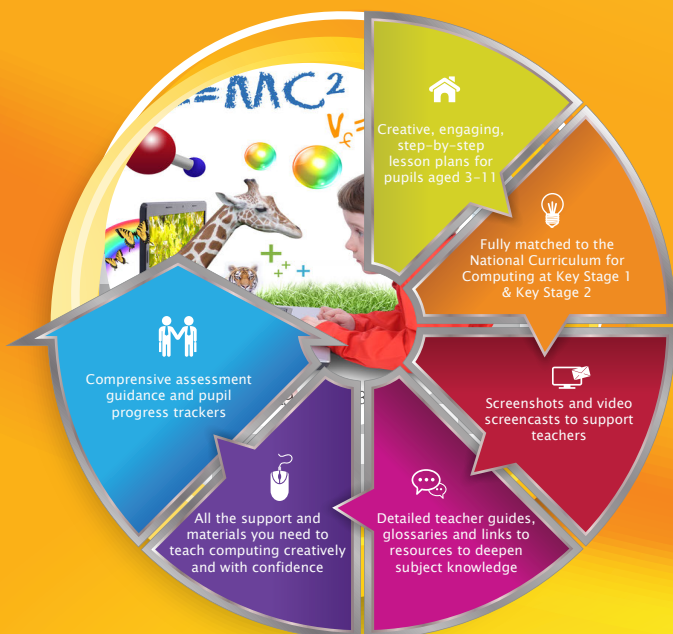 =MC²
Vf=
Creative, engaging,
step-by-step
lesson plans for
pupils aged 3-11
Fully matched to the
National Curriculum for
Computing at Key Stage 1
& Key Stage 2
Screenshots and video
screencasts to support
teachers
Detailed teacher guides,
glossaries and links to
resources to deepen
subject knowledge
All the support and
materials you need to
teach computing creatively
and with confidence
Comprensive assessment
guidance and pupil
progress trackers